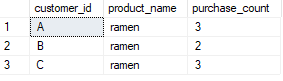 customer_id product_name purchase_count
1 A ramen 3
2 B ramen 2
3 C ramen 3